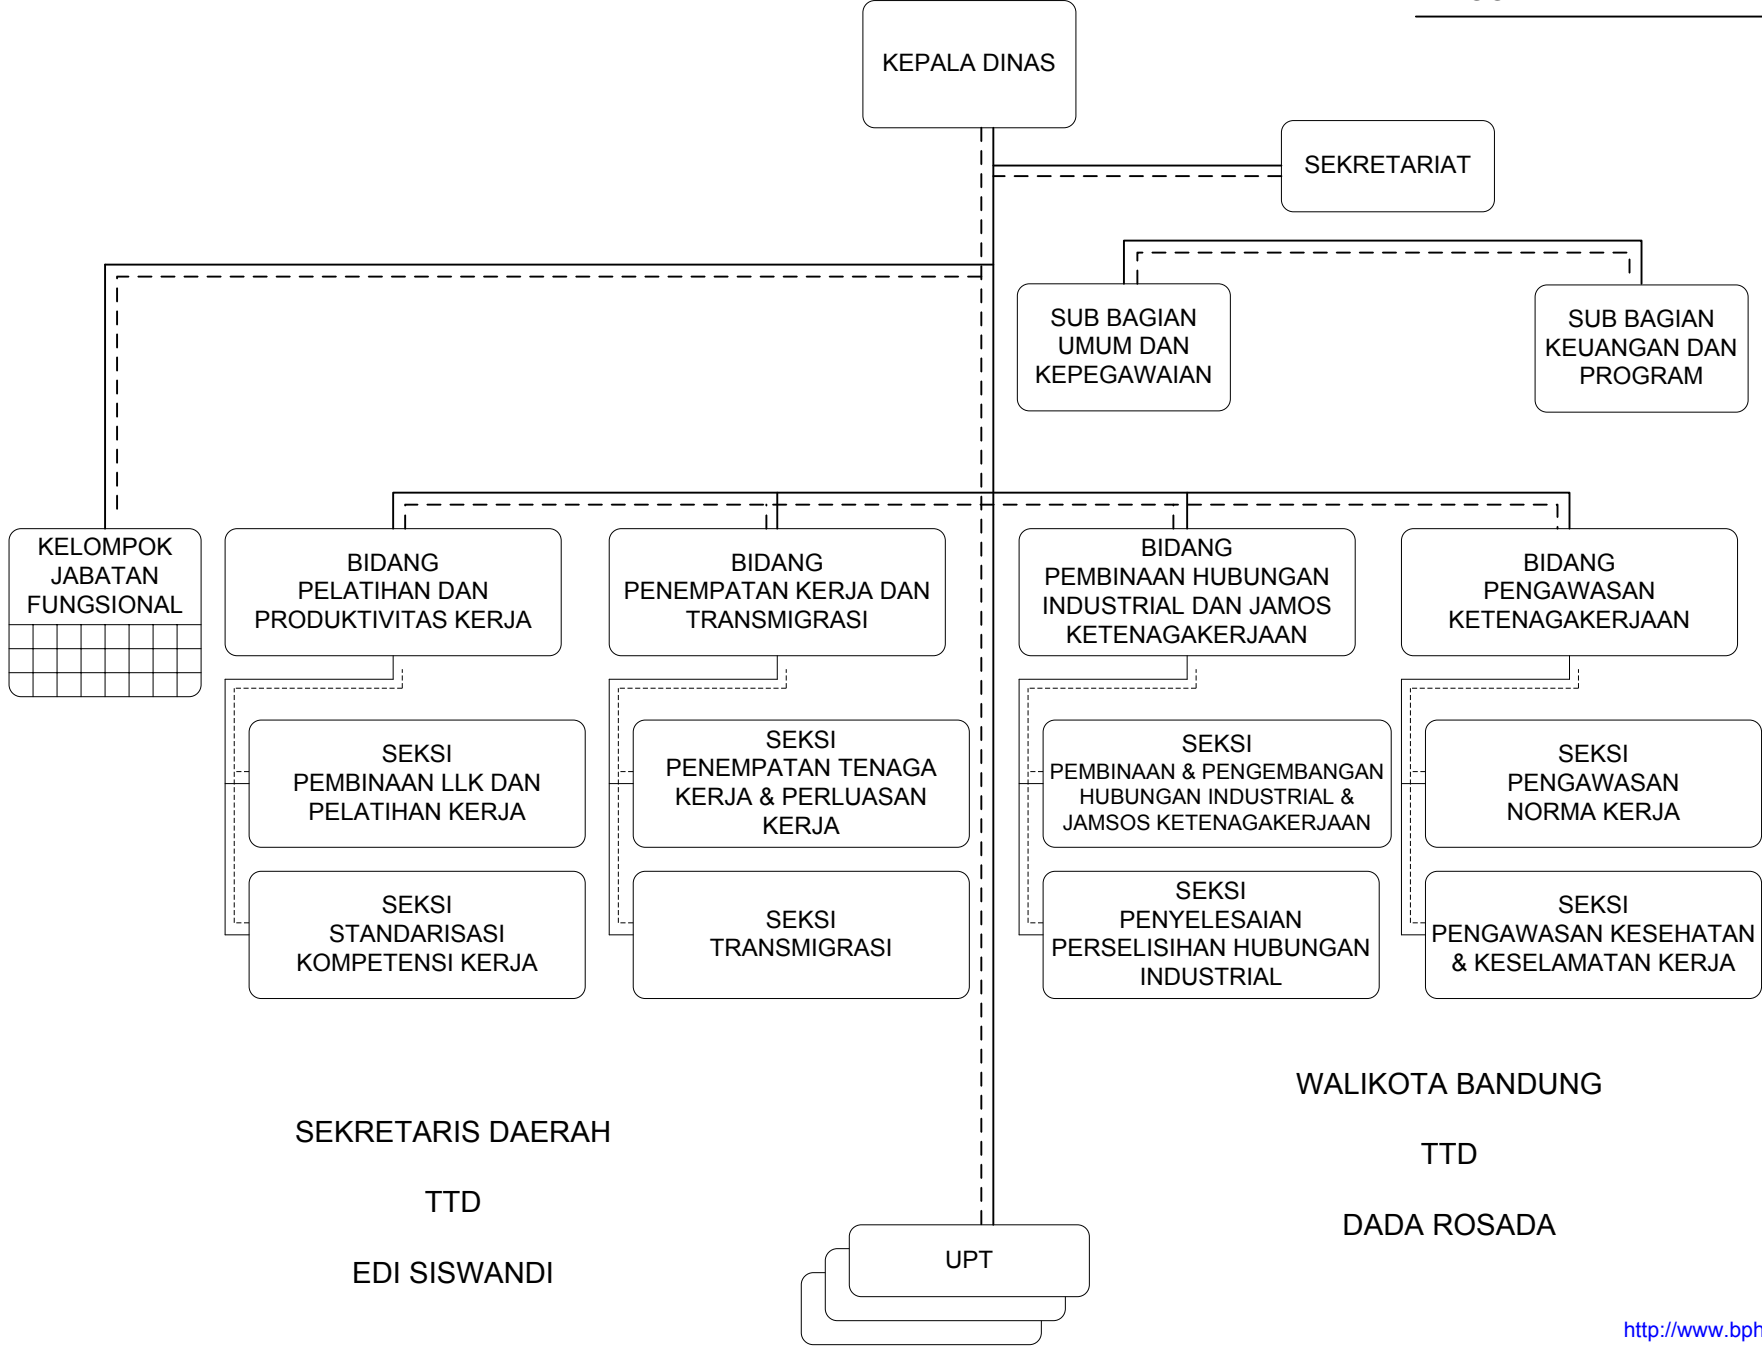 KEPALA DINAS
SEKRETARIAT
SUB BAGIAN
UMUM DAN
KEPEGAWAIAN
SUB BAGIAN
KEUANGAN DAN
PROGRAM
KELOMPOK
JABATAN
FUNGSIONAL
BIDANG
PELATIHAN DAN
PRODUKTIVITAS KERJA
BIDANG
PENEMPATAN KERJA DAN
TRANSMIGRASI
BIDANG
PEMBINAAN HUBUNGAN
INDUSTRIAL DAN JAMOS
KETENAGAKERJAAN
BIDANG
PENGAWASAN
KETENAGAKERJAAN
SEKSI
PEMBINAAN LLK DAN
PELATIHAN KERJA
SEKSI
PENEMPATAN TENAGA
KERJA & PERLUASAN
KERJA
SEKSI
PEMBINAAN & PENGEMBANGAN
HUBUNGAN INDUSTRIAL &
JAMSOS KETENAGAKERJAAN
SEKSI
PENGAWASAN
NORMA KERJA
SEKSI
STANDARISASI
KOMPETENSI KERJA
SEKSI
TRANSMIGRASI
SEKSI
PENYELESAIAN
PERSELISIHAN HUBUNGAN
INDUSTRIAL
SEKSI
PENGAWASAN KESEHATAN
& KESELAMATAN KERJA
SEKRETARIS DAERAH
TTD
EDI SISWANDI
WALIKOTA BANDUNG
TTD
DADA ROSADA
UPT
http://www.bph